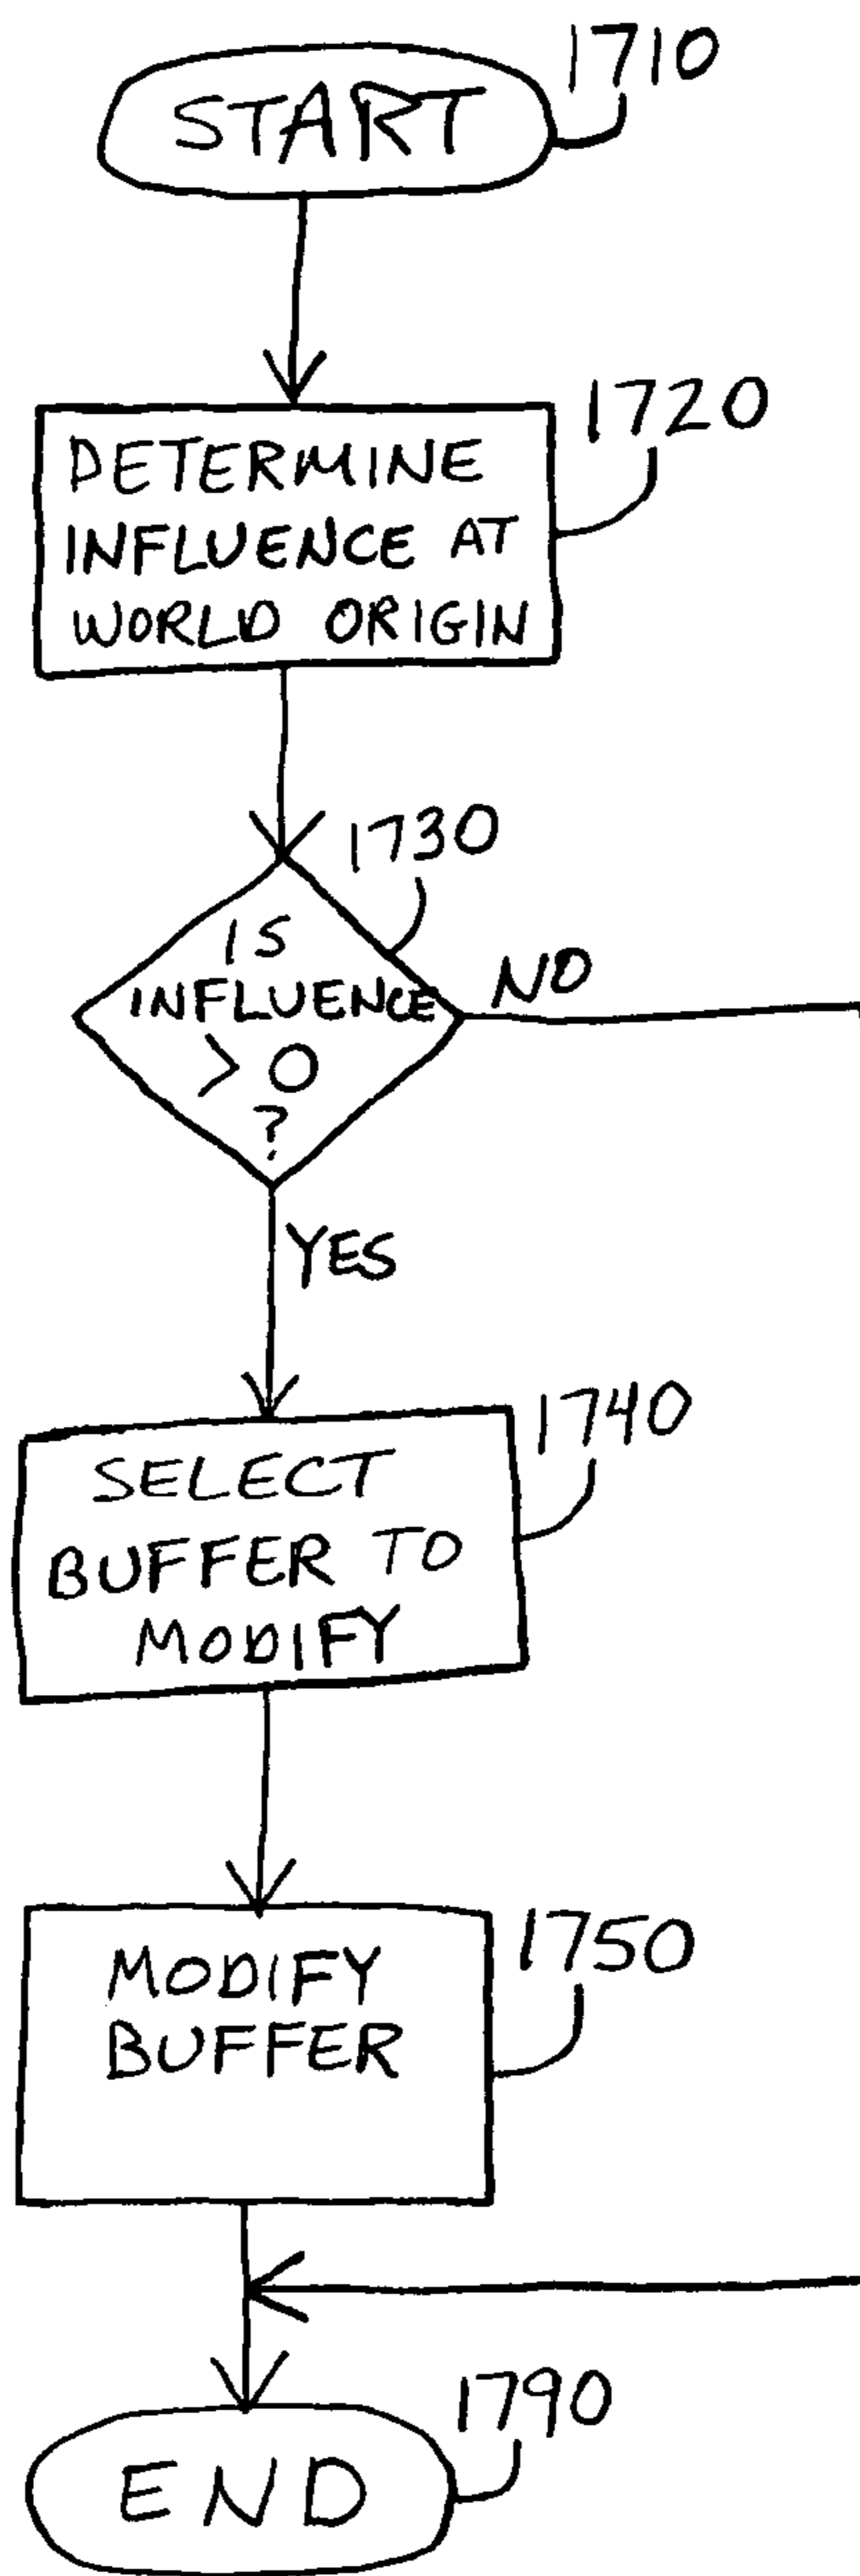 1710
START
1720
DETERMINE
INFLUENCE AT
WORLD ORIGIN
1730
IS
INFLUENCE
> 0
?
NO
YES
1740
SELECT
BUFFER TO
MODIFY
1750
MODIFY
BUFFER
1790
END